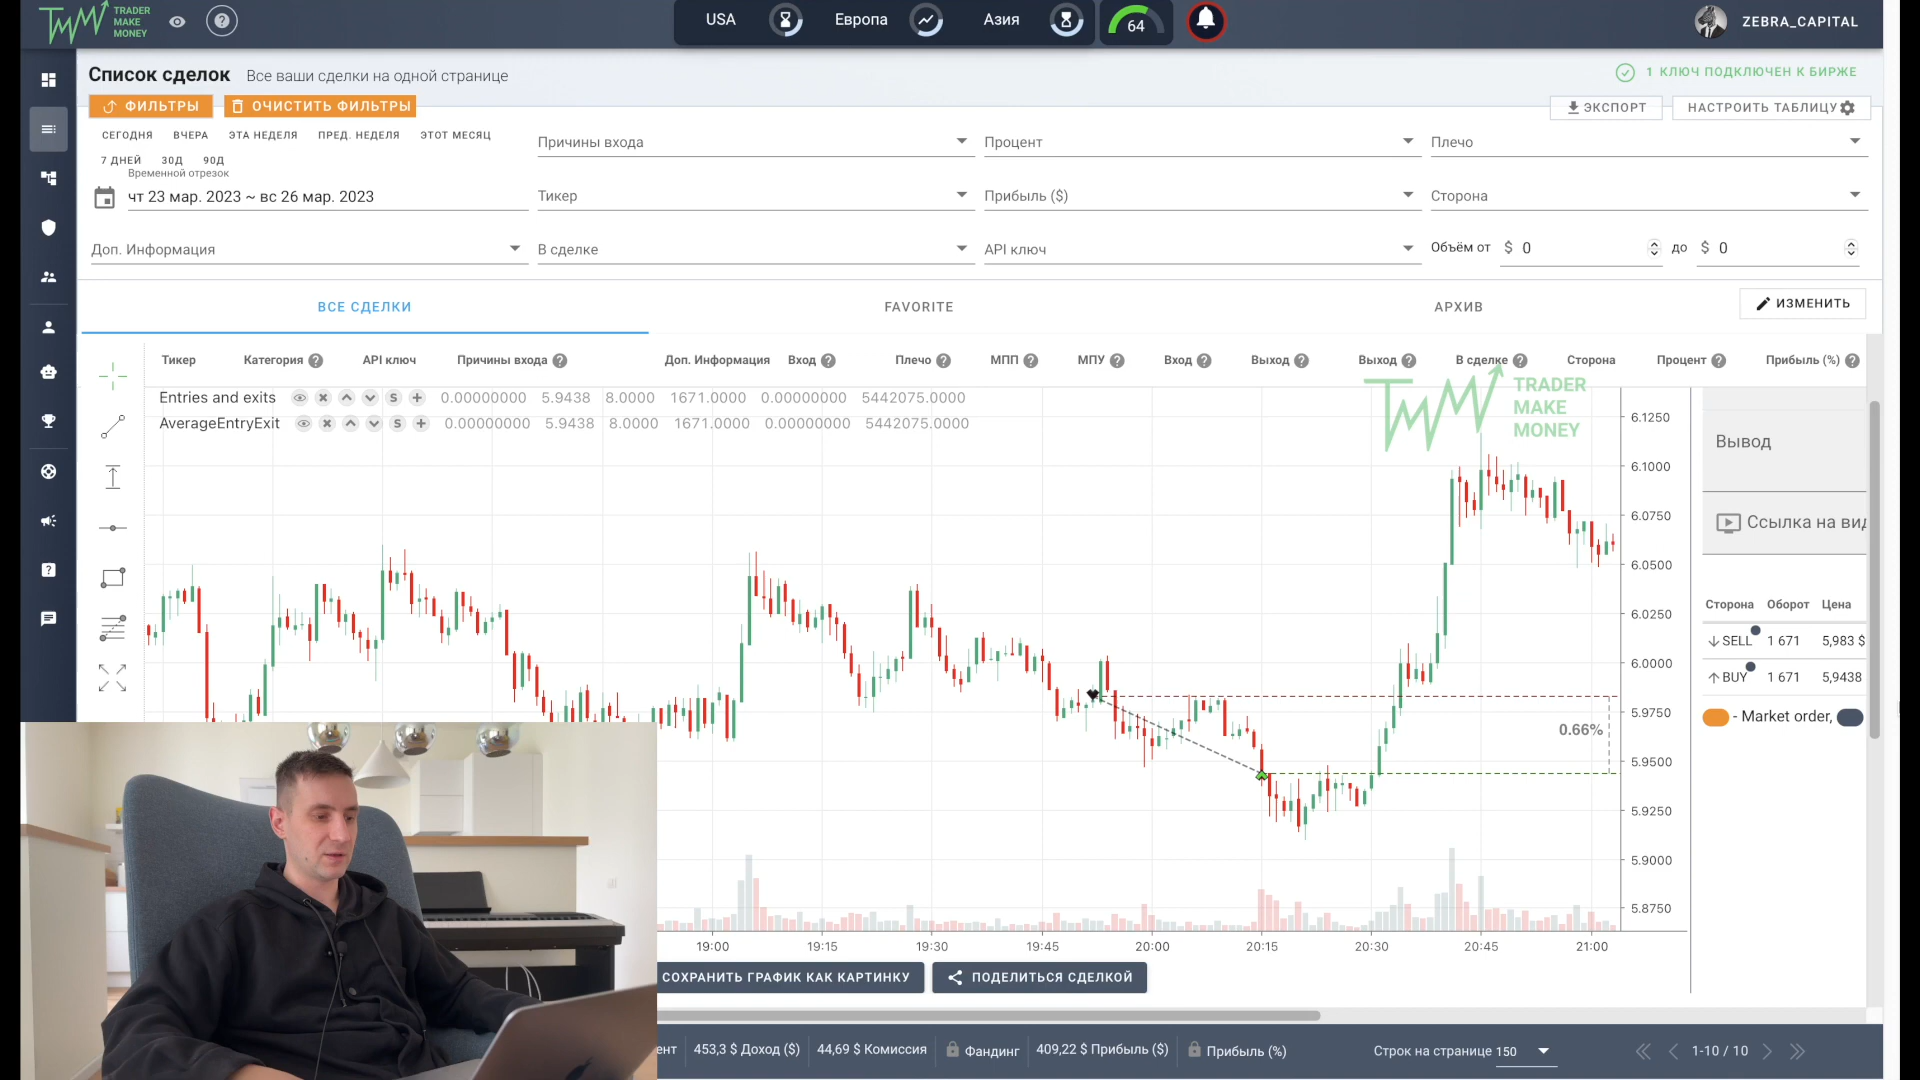 TRADER
MAKE
MONEY
USA
Европа
Азия
64
ZEBRA_CAPITAL
Список сделок
Все ваши сделки на одной странице
1 КЛЮЧ ПОДКЛЮЧЕН К БИРЖЕ
ФИЛЬТРЫ
ОЧИСТИТЬ ФИЛЬТРЫ
ЭКСПОРТ
НАСТРОИТЬ ТАБЛИЦУ
СЕГОДНЯ ВЧЕРА ЭТА НЕДЕЛЯ ПРЕД. НЕДЕЛЯ ЭТОТ МЕСЯЦ
Причины входа
Процент
Плечо
7 ДНЕЙ 30Д 90Д
Временной отрезок
чт 23 мар. 2023 ~ вс 26 мар. 2023
Тикер
Прибыль ($)
Сторона
Доп. Информация
В сделке
API ключ
Объём от $ 0 до $ 0
ВСЕ СДЕЛКИ
FAVORITE
АРХИВ
ИЗМЕНИТЬ
Тикер Категория API ключ Причины входа Доп. Информация Вход Плечо МПП МПУ Вход Выход Выход В сделке Сторона Процент Прибыль (%)
Entries and exits S 0.00000000 5.9438 8.0000 1671.0000 0.00000000 5442075.0000
AverageEntryExit S 0.00000000 5.9438 8.0000 1671.0000 0.00000000 5442075.0000
TRADER
MAKE
MONEY
6.1250
6.1000
6.0750
6.0500
6.0250
6.0000
5.9750
5.9500
5.9250
5.9000
5.8750
0.66%
Вывод
Ссылка на вид
Сторона Оборот Цена
SELL 1 671 5,983 $
BUY 1 671 5,9438
- Market order,
19:00 19:15 19:30 19:45 20:00 20:15 20:30 20:45 21:00
СОХРАНИТЬ ГРАФИК КАК КАРТИНКУ
ПОДЕЛИТЬСЯ СДЕЛКОЙ
ент
453,3 $ Доход ($)
44,69 $ Комиссия
Фандинг
409,22 $ Прибыль ($)
Прибыль (%)
Строк на странице 150
1-10 / 10